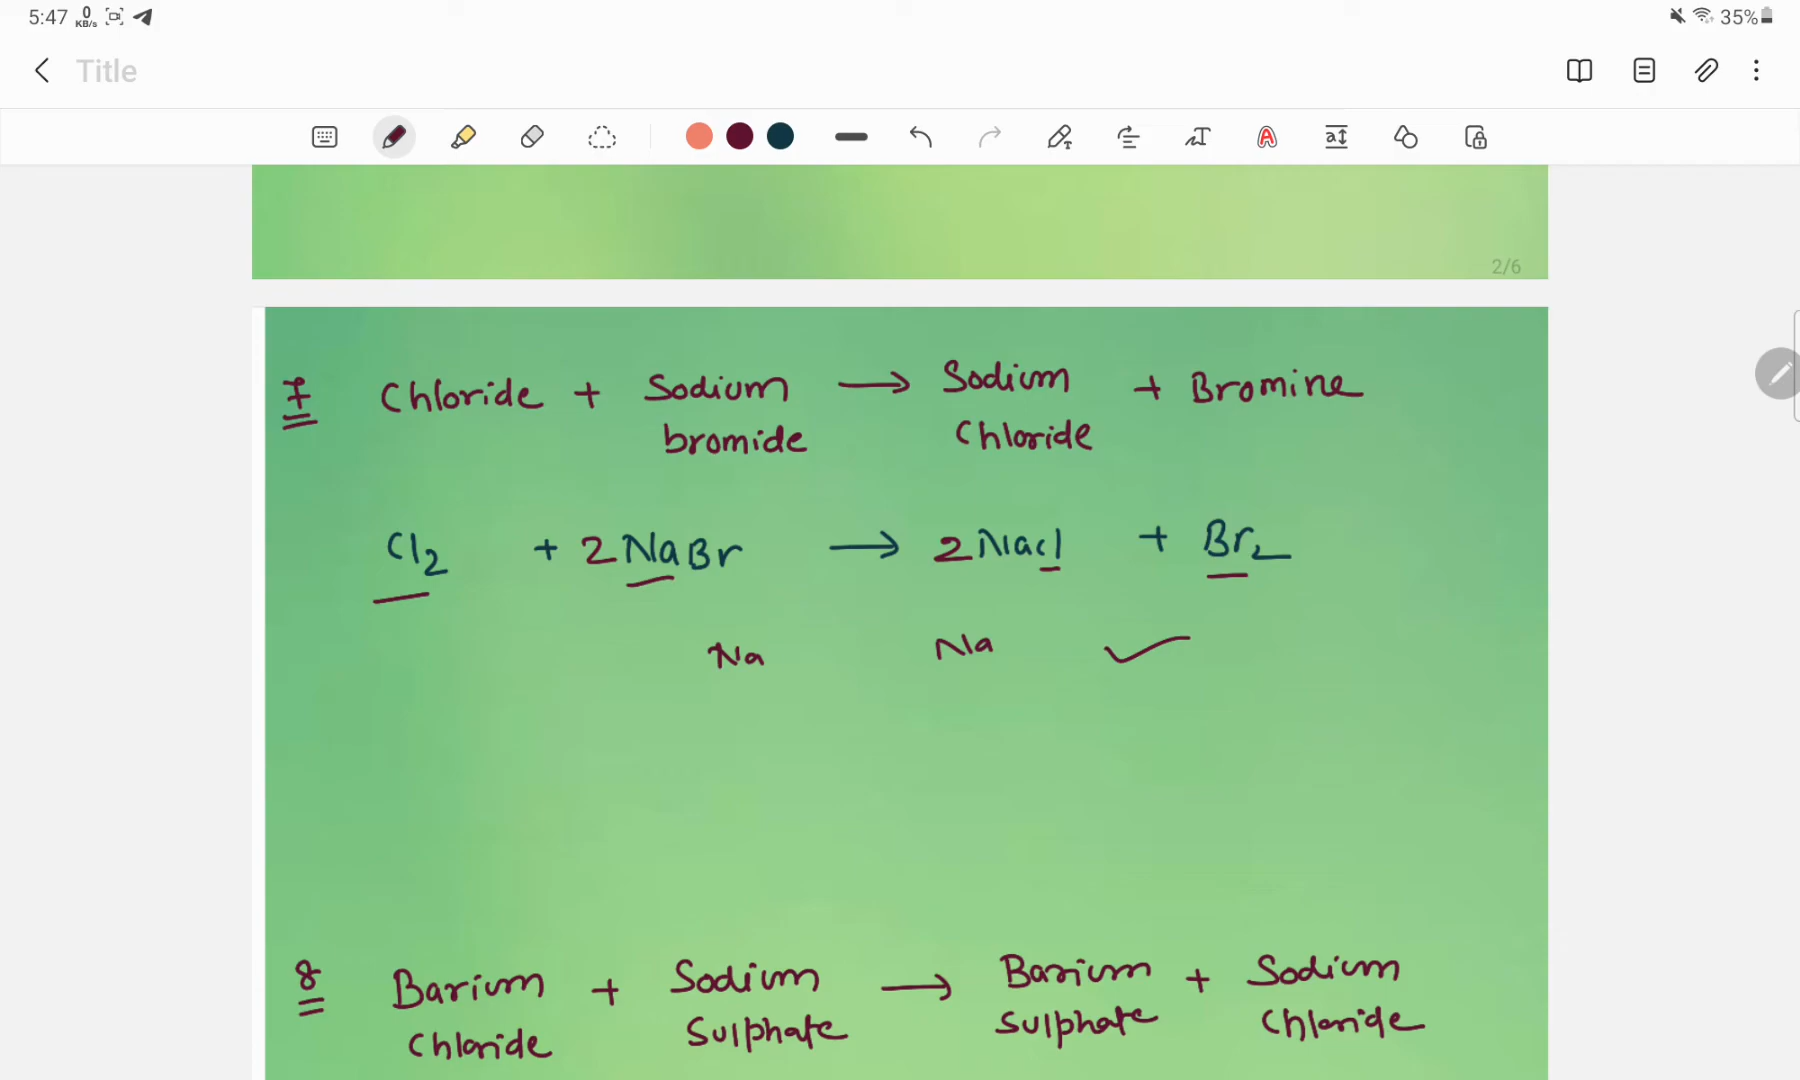 5:47 0 KB/s 35%
Title
2/6
7 Chloride + Sodium bromide → Sodium Chloride + Bromine
Cl2 + 2NaBr → 2Nacl + Br2
Na Na ✓
8 Barium Chloride + Sodium Sulphate → Barium Sulphate + Sodium Chloride